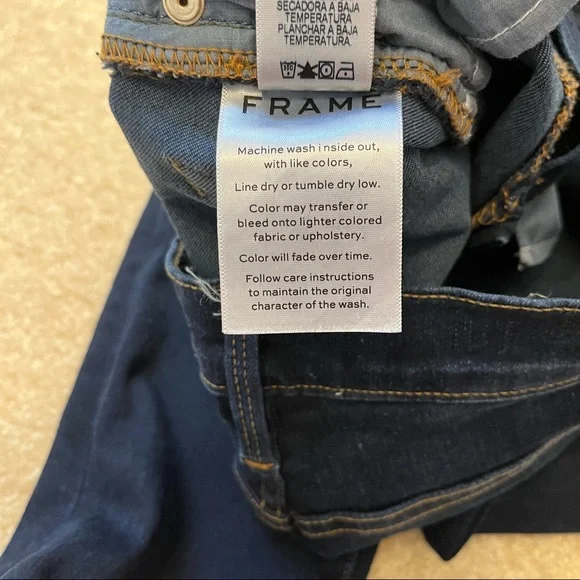 SECADORA A BAJA
TEMPERATURA
PLANCHAR A BAJA
TEMPERATURA.
FRAME
Machine wash inside out,
with like colors,
Line dry or tumble dry low.
Color may transfer or
bleed onto lighter colored
fabric or upholstery.
Color will fade over time.
Follow care instructions
to maintain the original
character of the wash.